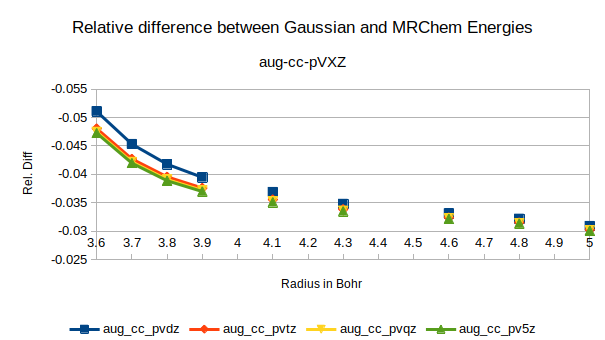 Relative difference between Gaussian and MRChem Energies
aug-cc-pVXZ
-0.055
-0.05
-0.045
-0.04
-0.035
-0.03
-0.025
Rel. Diff
3.6 3.7 3.8 3.9 4 4.1 4.2 4.3 4.4 4.5 4.6 4.7 4.8 4.9 5
Radius in Bohr
aug_cc_pvdz aug_cc_pvtz aug_cc_pvqz aug_cc_pv5z